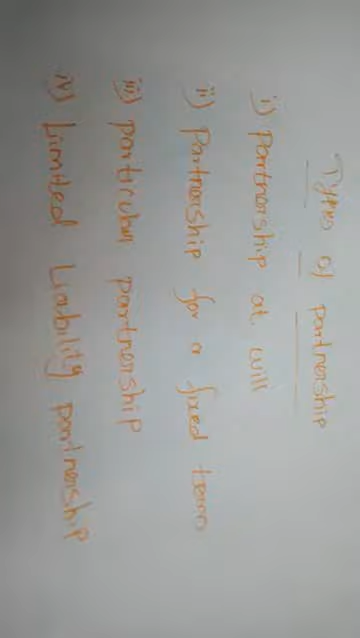 Types of partnership
i) Partnership at will
ii) Partnership for a fixed term
iii) particular partnership
iv) Limited Liability partnership